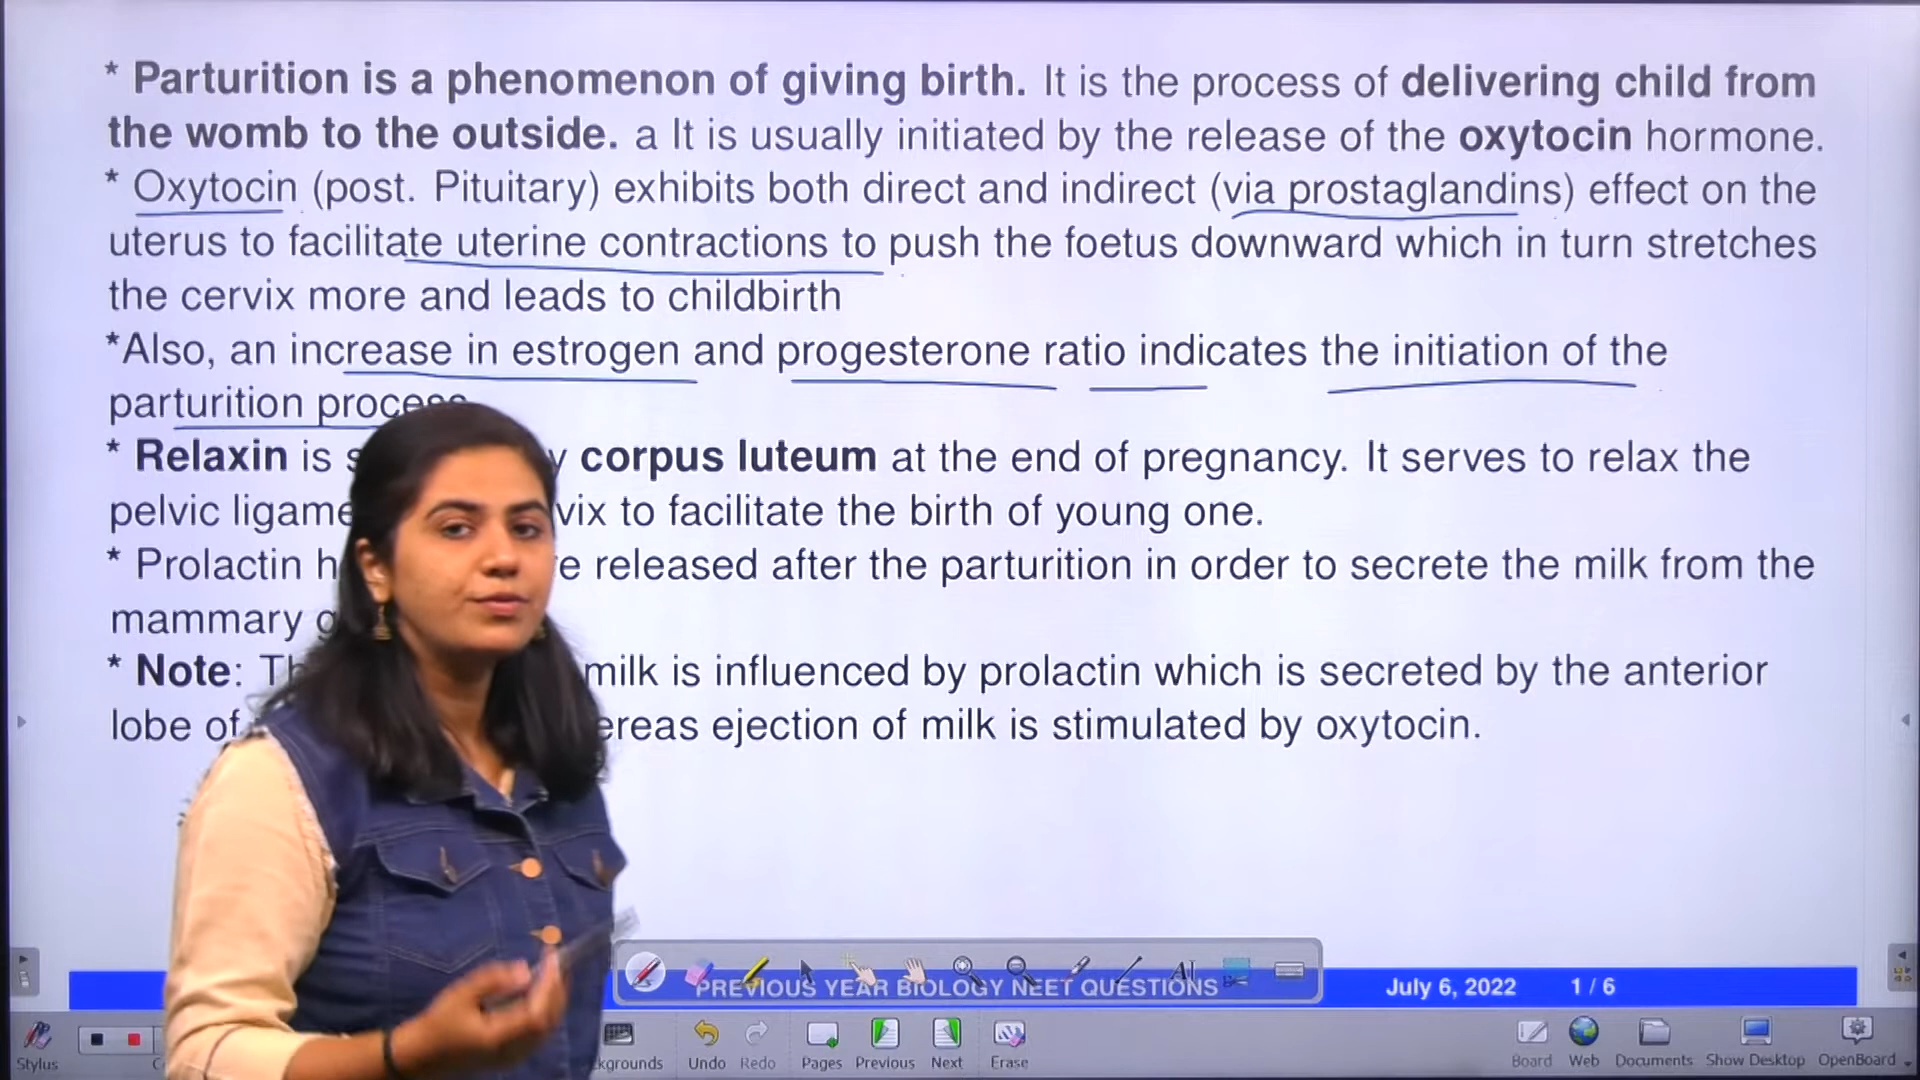 * Parturition is a phenomenon of giving birth. It is the process of delivering child from
the womb to the outside. a It is usually initiated by the release of the oxytocin hormone.
* Oxytocin (post. Pituitary) exhibits both direct and indirect (via prostaglandins) effect on the
uterus to facilitate uterine contractions to push the foetus downward which in turn stretches
the cervix more and leads to childbirth
*Also, an increase in estrogen and progesterone ratio indicates the initiation of the
parturition process
* Relaxin is corpus luteum at the end of pregnancy. It serves to relax the
pelvic to facilitate the birth of young one.
* Prolactin released after the parturition in order to secrete the milk from the
mammary
* Note: milk is influenced by prolactin which is secreted by the anterior
lobe of ejection of milk is stimulated by oxytocin.
PREVIOUS YEAR BIOLOGY NEET QUESTIONS July 6, 2022 1 / 6
Stylus Undo Redo Pages Previous Next Erase Board Web Documents Show Desktop OpenBoard